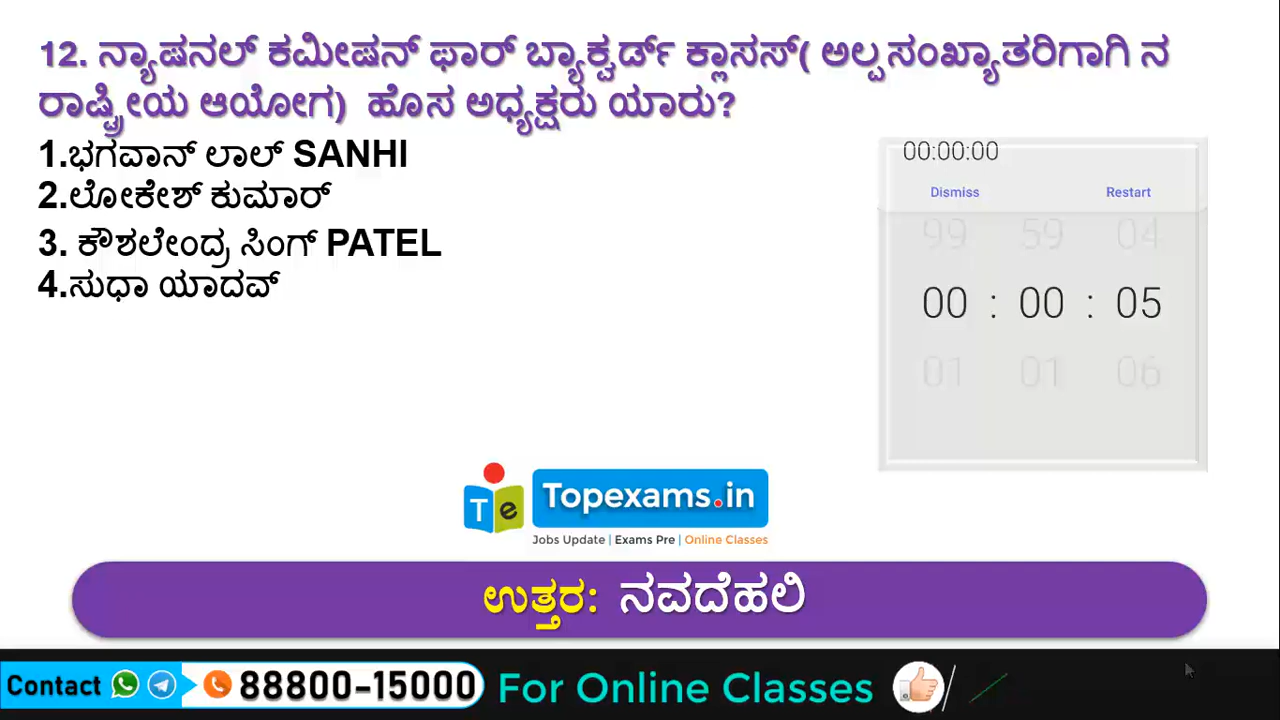 12. ನ್ಯಾಷನಲ್ ಕಮೀಷನ್ ಫಾರ್ ಬ್ಯಾಕ್ವರ್ಡ್ ಕ್ಲಾಸಸ್( ಅಲ್ಪಸಂಖ್ಯಾತರಿಗಾಗಿ ನ
ರಾಷ್ಟ್ರೀಯ ಆಯೋಗ) ಹೊಸ ಅಧ್ಯಕ್ಷರು ಯಾರು?
1.ಭಗವಾನ್ ಲಾಲ್ SANHI
2.ಲೋಕೇಶ್ ಕುಮಾರ್
3. ಕೌಶಲೇಂದ್ರ ಸಿಂಗ್ PATEL
4.ಸುಧಾ ಯಾದವ್
00:00:00
Dismiss Restart
99 59 04
00 : 00 : 05
01 01 06
Te Topexams.in
Jobs Update | Exams Pre | Online Classes
ಉತ್ತರ: ನವದೆಹಲಿ
Contact 88800-15000 For Online Classes